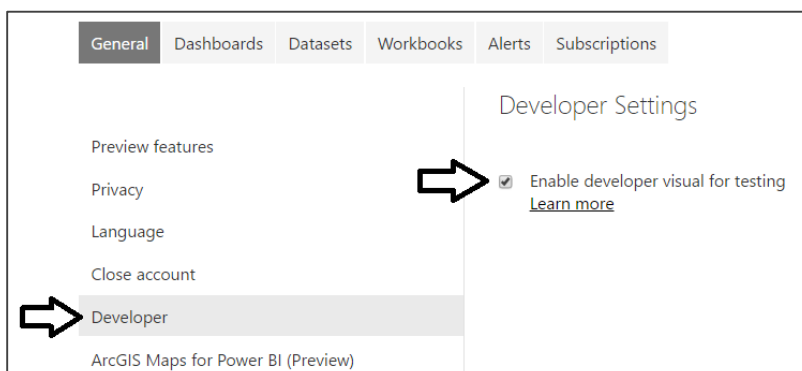 General Dashboards Datasets Workbooks Alerts Subscriptions
Developer Settings
Preview features
Privacy
Enable developer visual for testing
Learn more
Language
Close account
Developer
ArcGIS Maps for Power BI (Preview)